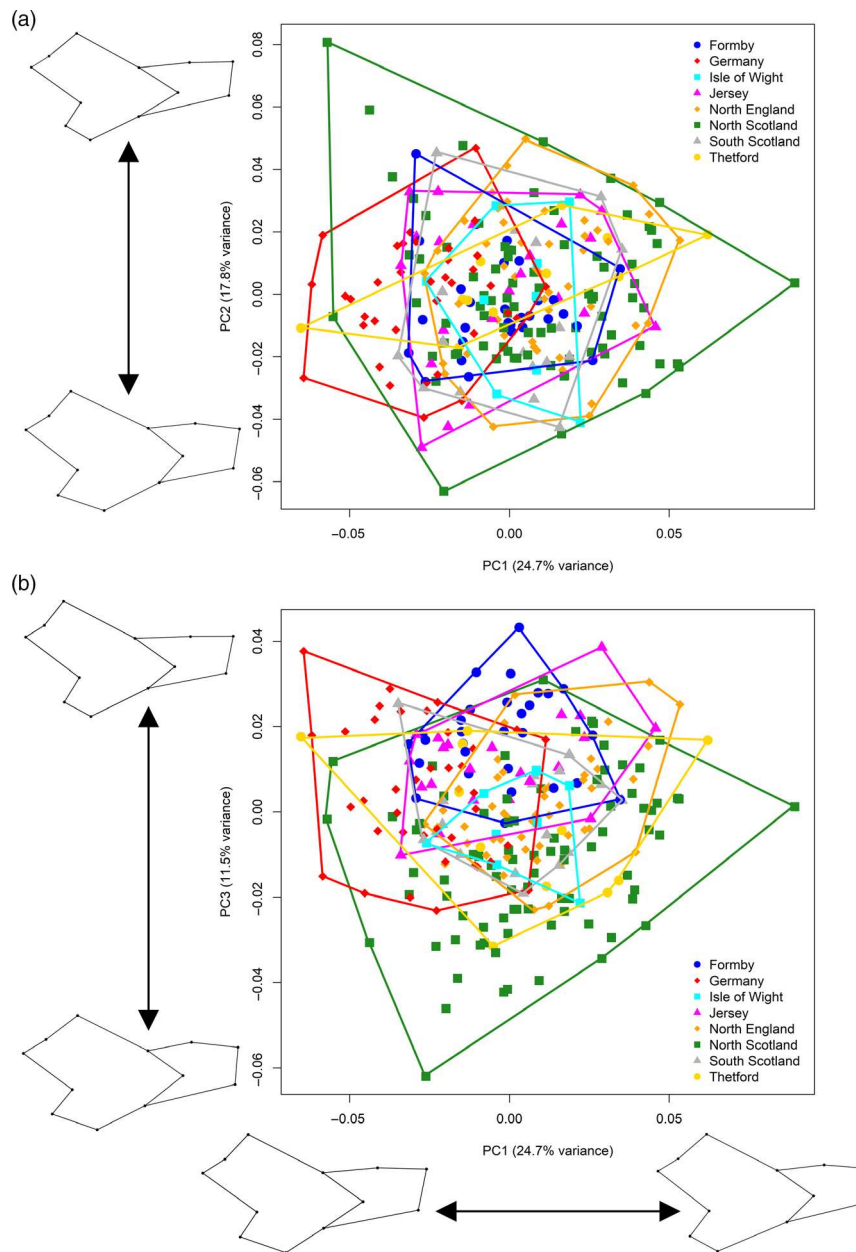 (a)
0.08
0.06
0.04
0.02
0.00
−0.02
−0.04
−0.06
PC2 (17.8% variance)
Formby
Germany
Isle of Wight
Jersey
North England
North Scotland
South Scotland
Thetford
−0.05
0.00
0.05
PC1 (24.7% variance)
(b)
0.04
0.02
0.00
−0.02
−0.04
−0.06
PC3 (11.5% variance)
Formby
Germany
Isle of Wight
Jersey
North England
North Scotland
South Scotland
Thetford
−0.05
0.00
0.05
PC1 (24.7% variance)